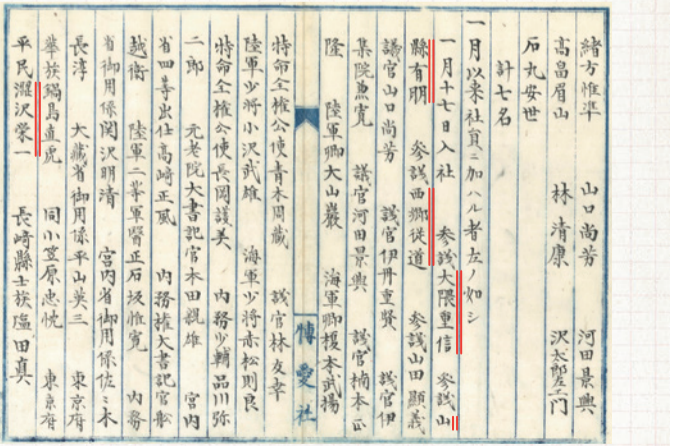 緒方惟準　山口尚芳　河田景与
高畠眉山　林清康　沢太郎左エ門
石丸安世
計七名
一月以来社員ニ加ハル者左ノ如シ
一月十七日入社　参議大隈重信　参議山
縣有朋　参議西郷従道　参議山田顕義
議官山口尚芳　議官伊丹重賢　議官伊
集院兼寛　議官河田景與　議官楠本正
隆　陸軍卿大山巖　海軍卿榎本武揚
博愛社
特命全権公使青木周蔵　議官林友幸
陸軍少将小沢武雄　海軍少将赤松則良
特命全権公使長岡護美　内務少輔品川弥
二郎　元老院大書記官本田親雄　宮内
省四等出仕高崎正風　内務権大書記官舩
越衛　陸軍二等軍醫正石坂惟寛　内務
省御用係関沢明清　宮内省御用係佐々木
長淳　大蔵省御用係平山英三　東京府
華族鍋島直虎　同小笠原忠忱　東京府
平民澀沢榮一　長崎縣士族塩田真